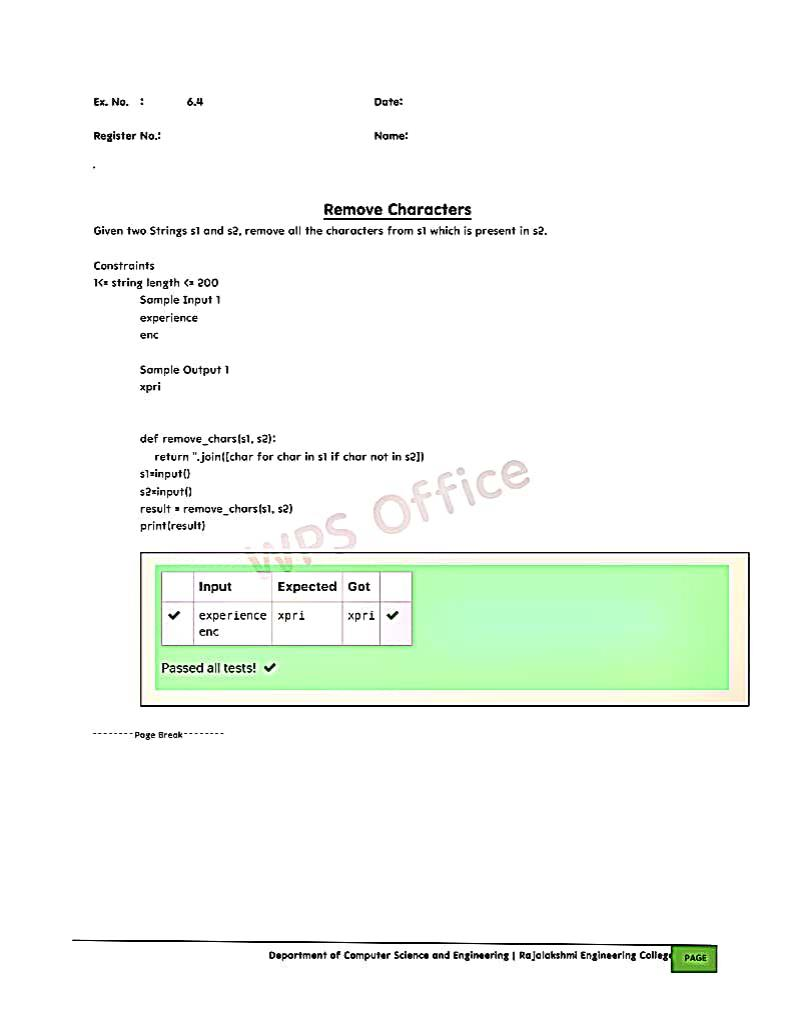 Ex. No. : 6.4 Date:
Register No.: Name:
.
Remove Characters
Given two Strings s1 and s2, remove all the characters from s1 which is present in s2.
Constraints
1<= string length <= 200
Sample Input 1
experience
enc
Sample Output 1
xpri
def remove_chars(s1, s2):
return ''.join([char for char in s1 if char not in s2])
s1=input()
s2=input()
result = remove_chars(s1, s2)
print(result)
WPS Office
Input Expected Got
✔ experience xpri xpri ✔
enc
Passed all tests! ✔
--------Page Break--------
Department of Computer Science and Engineering | Rajalakshmi Engineering College PAGE